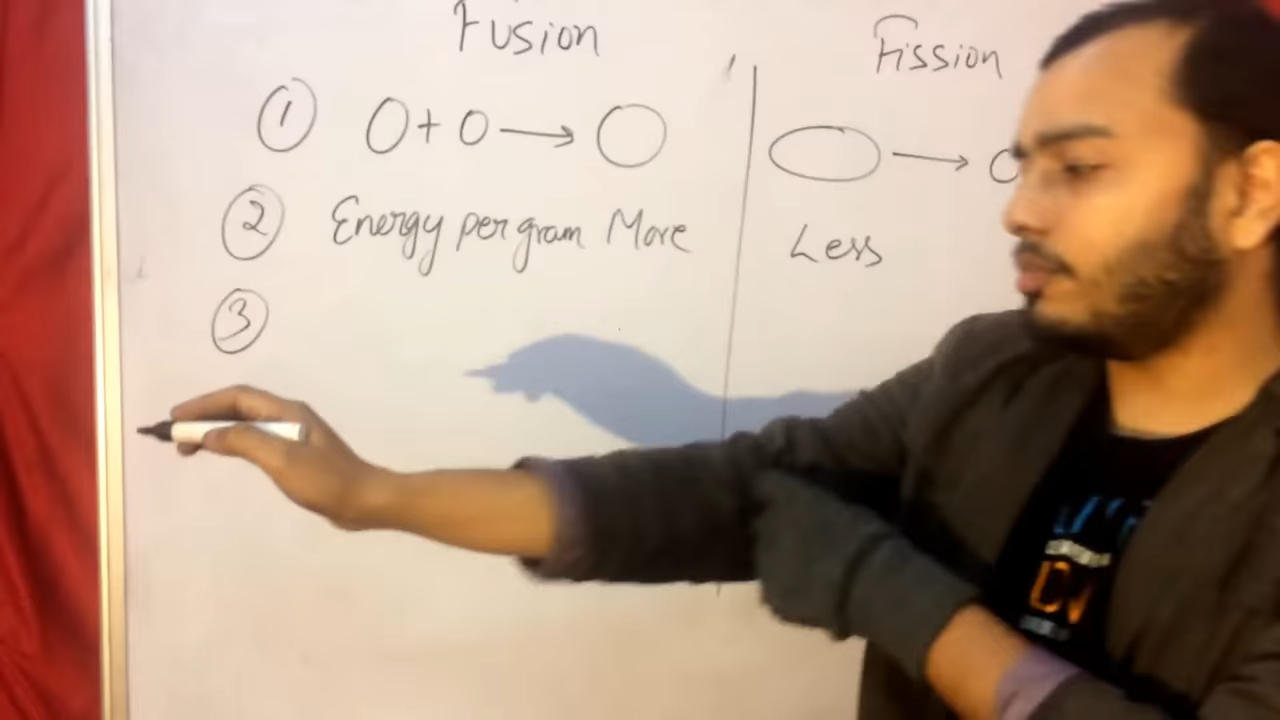 Fusion
Fission
① O + O → O
O → O
② Energy per gram More
Less
③